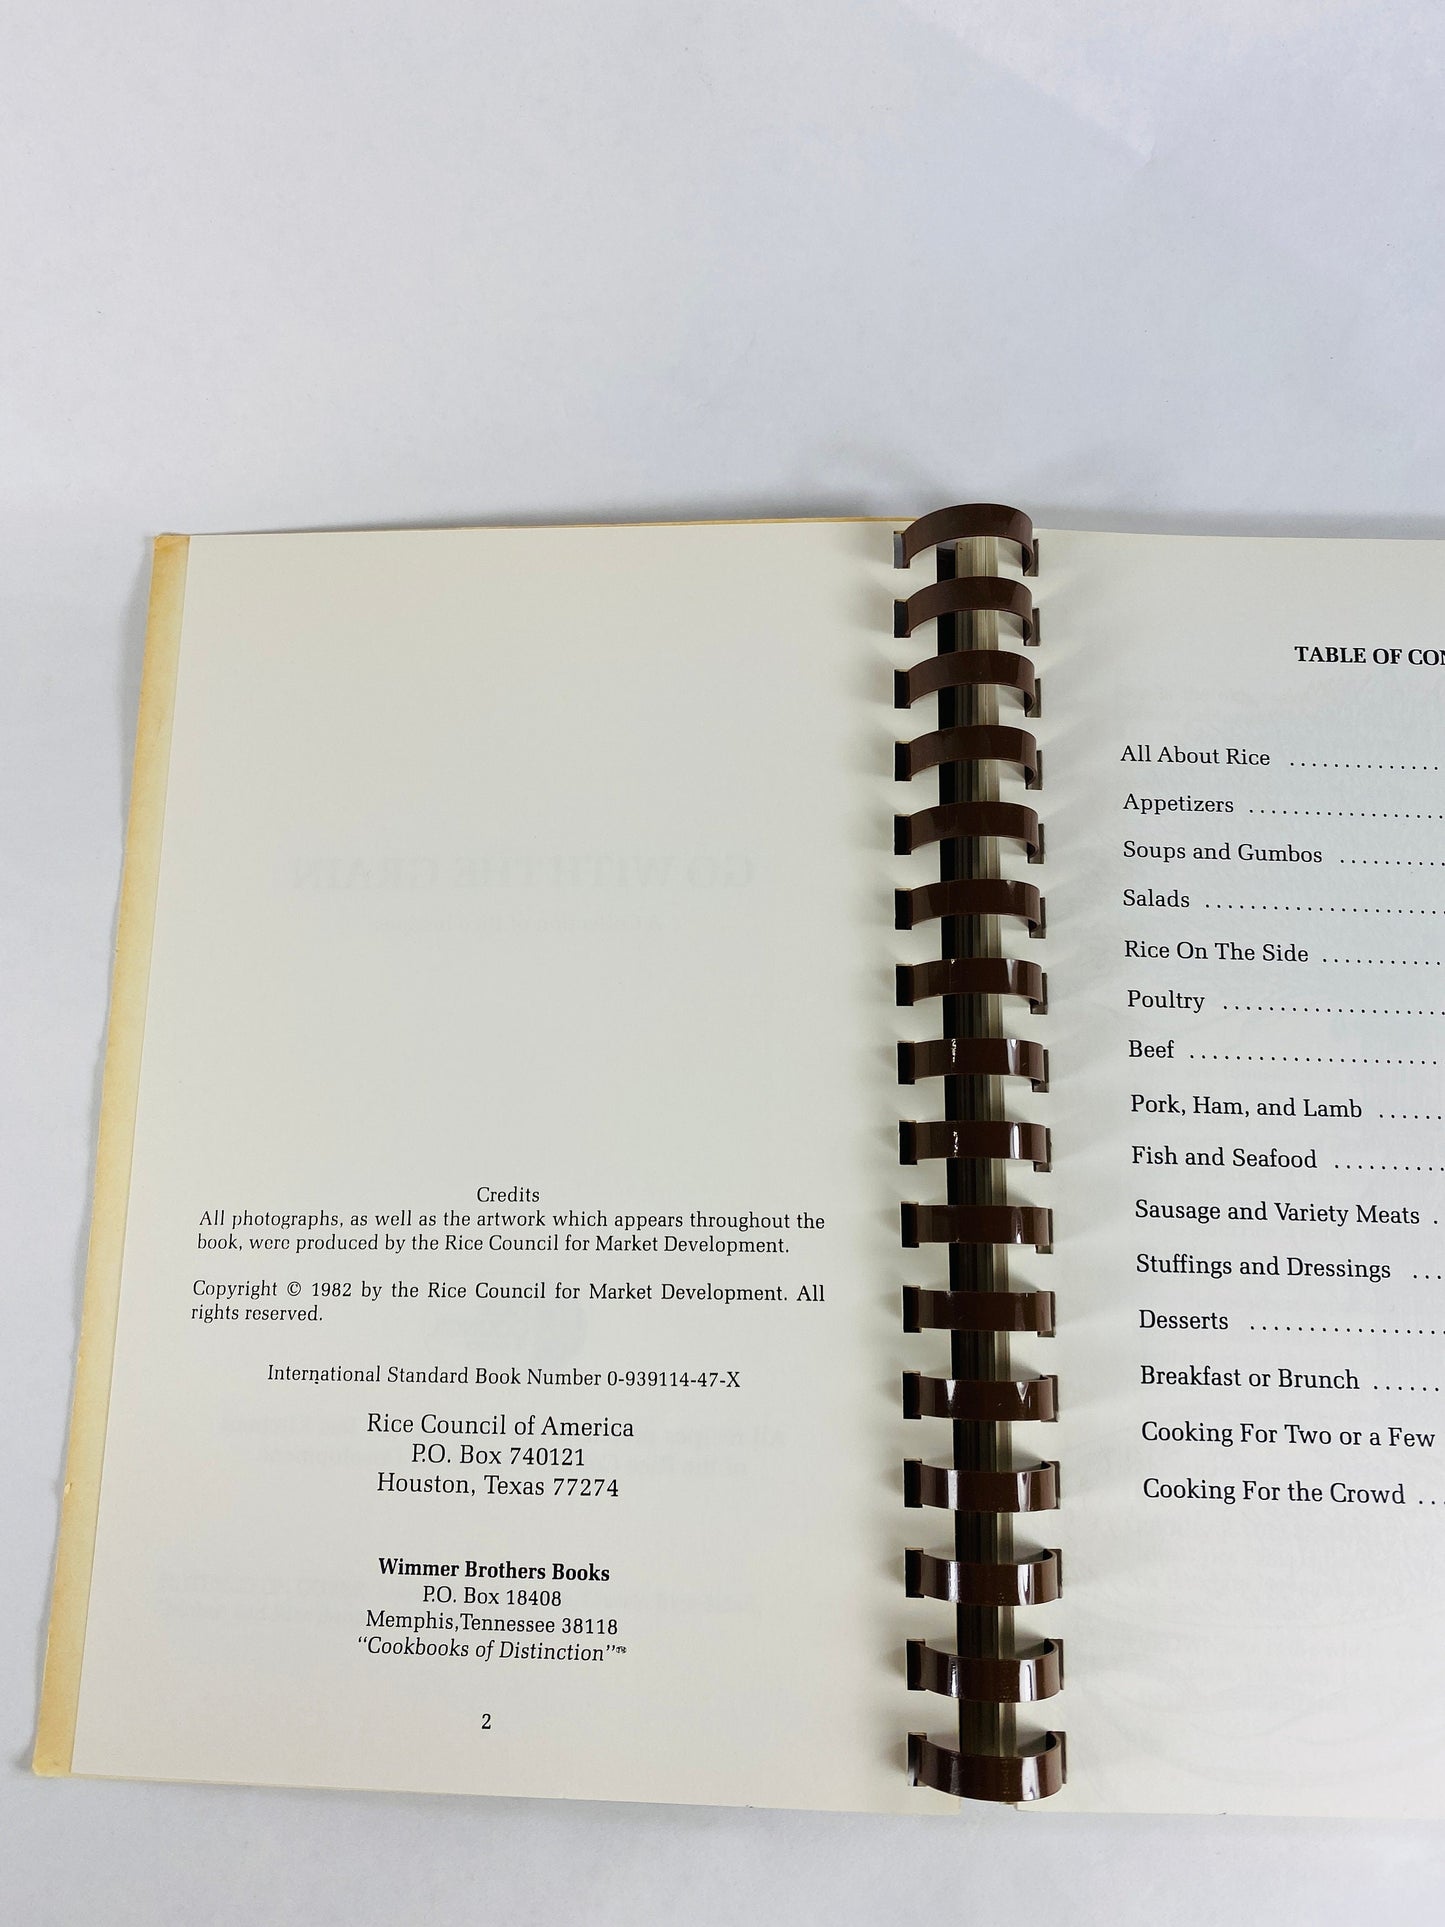 Credits
All photographs, as well as the artwork which appears throughout the
book, were produced by the Rice Council for Market Development.
Copyright © 1982 by the Rice Council for Market Development. All
rights reserved.
International Standard Book Number 0-939114-47-X
Rice Council of America
P.O. Box 740121
Houston, Texas 77274
Wimmer Brothers Books
P.O. Box 18408
Memphis,Tennessee 38118
“Cookbooks of Distinction”™
2
TABLE OF CON
All About Rice ..............
Appetizers ..................
Soups and Gumbos ..........
Salads ......................
Rice On The Side ...........
Poultry .....................
Beef ........................
Pork, Ham, and Lamb ......
Fish and Seafood ..........
Sausage and Variety Meats .
Stuffings and Dressings ...
Desserts ....................
Breakfast or Brunch ......
Cooking For Two or a Few
Cooking For the Crowd ...